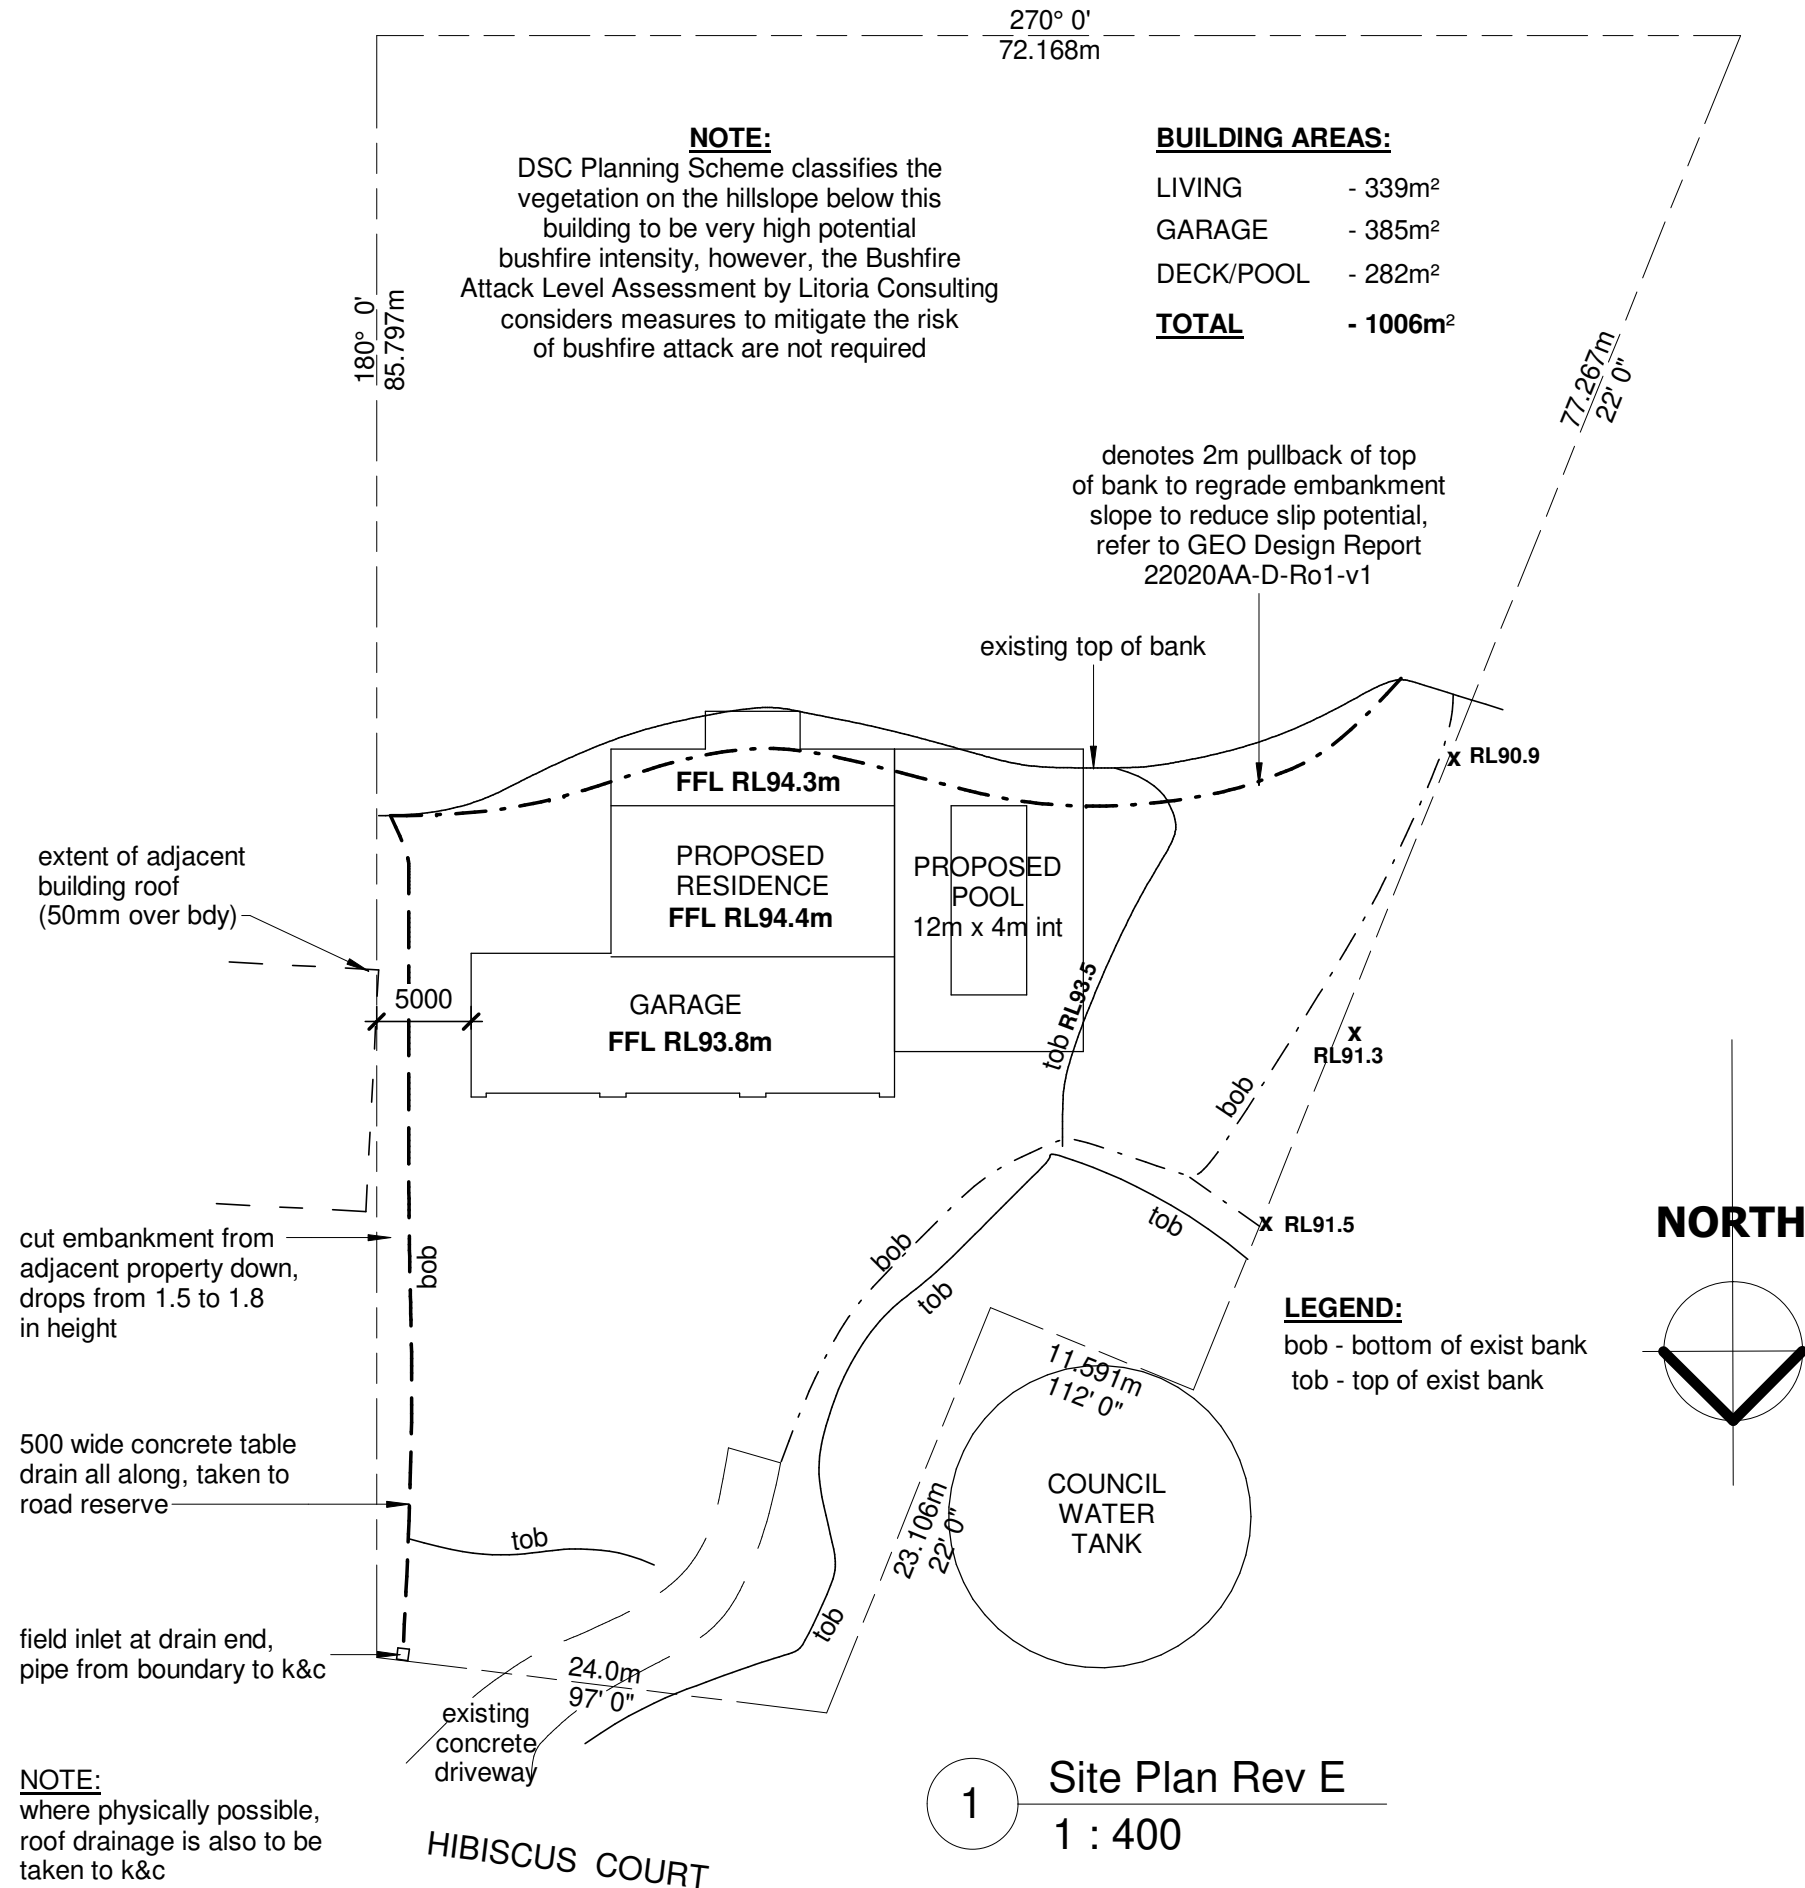 270° 0'
72.168m
NOTE:
DSC Planning Scheme classifies the
vegetation on the hillslope below this
building to be very high potential
bushfire intensity, however, the Bushfire
Attack Level Assessment by Litoria Consulting
considers measures to mitigate the risk
of bushfire attack are not required
BUILDING AREAS:
LIVING - 339m²
GARAGE - 385m²
DECK/POOL - 282m²
TOTAL - 1006m²
180° 0'
85.797m
77.267m
22' 0"
denotes 2m pullback of top
of bank to regrade embankment
slope to reduce slip potential,
refer to GEO Design Report
22020AA-D-Ro1-v1
existing top of bank
x RL90.9
FFL RL94.3m
extent of adjacent
building roof
(50mm over bdy)
PROPOSED
RESIDENCE
FFL RL94.4m
PROPOSED
POOL
12m x 4m int
5000
GARAGE
FFL RL93.8m
tob RL93.5
x
RL91.3
bob
tob
x RL91.5
NORTH
cut embankment from
adjacent property down,
drops from 1.5 to 1.8
in height
bob
bob
tob
LEGEND:
bob - bottom of exist bank
tob - top of exist bank
11.591m
112' 0"
500 wide concrete table
drain all along, taken to
road reserve
tob
23.106m
22' 0"
COUNCIL
WATER
TANK
field inlet at drain end,
pipe from boundary to k&c
tob
24.0m
97' 0"
existing
concrete
driveway
NOTE:
where physically possible,
roof drainage is also to be
taken to k&c
HIBISCUS COURT
1
Site Plan Rev E
1 : 400